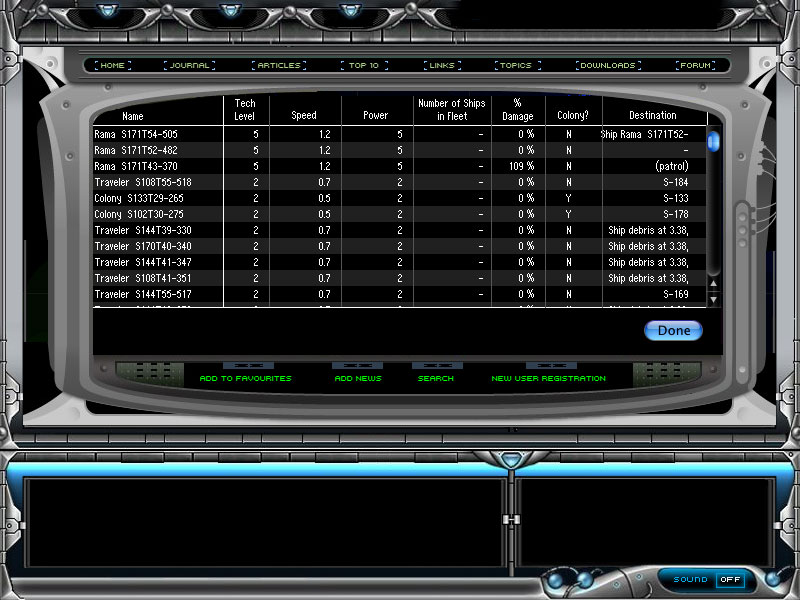 [ HOME ] [ JOURNAL ] [ ARTICLES ] [ TOP 10 ] [ LINKS ] [ TOPICS ] [ DOWNLOADS ] [ FORUM ]
Name Tech Level Speed Power Number of Ships in Fleet % Damage Colony? Destination
Rama S171T54-505 5 1.2 5 - 0 % N Ship Rama S171T52-
Rama S171T52-482 5 1.2 5 - 0 % N -
Rama S171T43-370 5 1.2 5 - 109 % N (patrol)
Traveler S108T55-518 2 0.7 2 - 0 % N S-184
Colony S133T29-265 2 0.5 2 - 0 % Y S-133
Colony S102T30-275 2 0.5 2 - 0 % Y S-178
Traveler S144T39-330 2 0.7 2 - 0 % N Ship debris at 3.38,
Traveler S170T40-340 2 0.7 2 - 0 % N Ship debris at 3.38,
Traveler S144T41-347 2 0.7 2 - 0 % N Ship debris at 3.38,
Traveler S108T41-351 2 0.7 2 - 0 % N Ship debris at 3.38,
Traveler S144T55-517 2 0.7 2 - 0 % N S-169
Done
ADD TO FAVOURITES ADD NEWS SEARCH NEW USER REGISTRATION
SOUND OFF